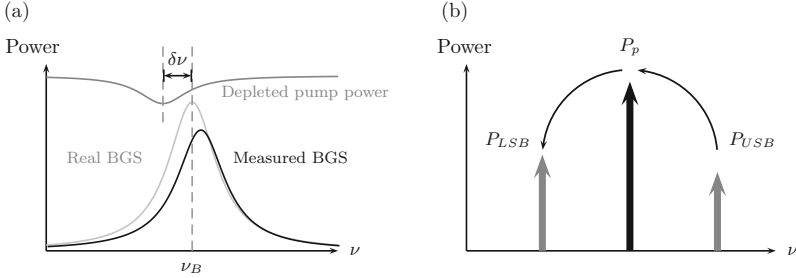 (a)
Power
δν
Depleted pump power
Real BGS
Measured BGS
ν
ν_B
(b)
Power
P_p
P_LSB
P_USB
ν